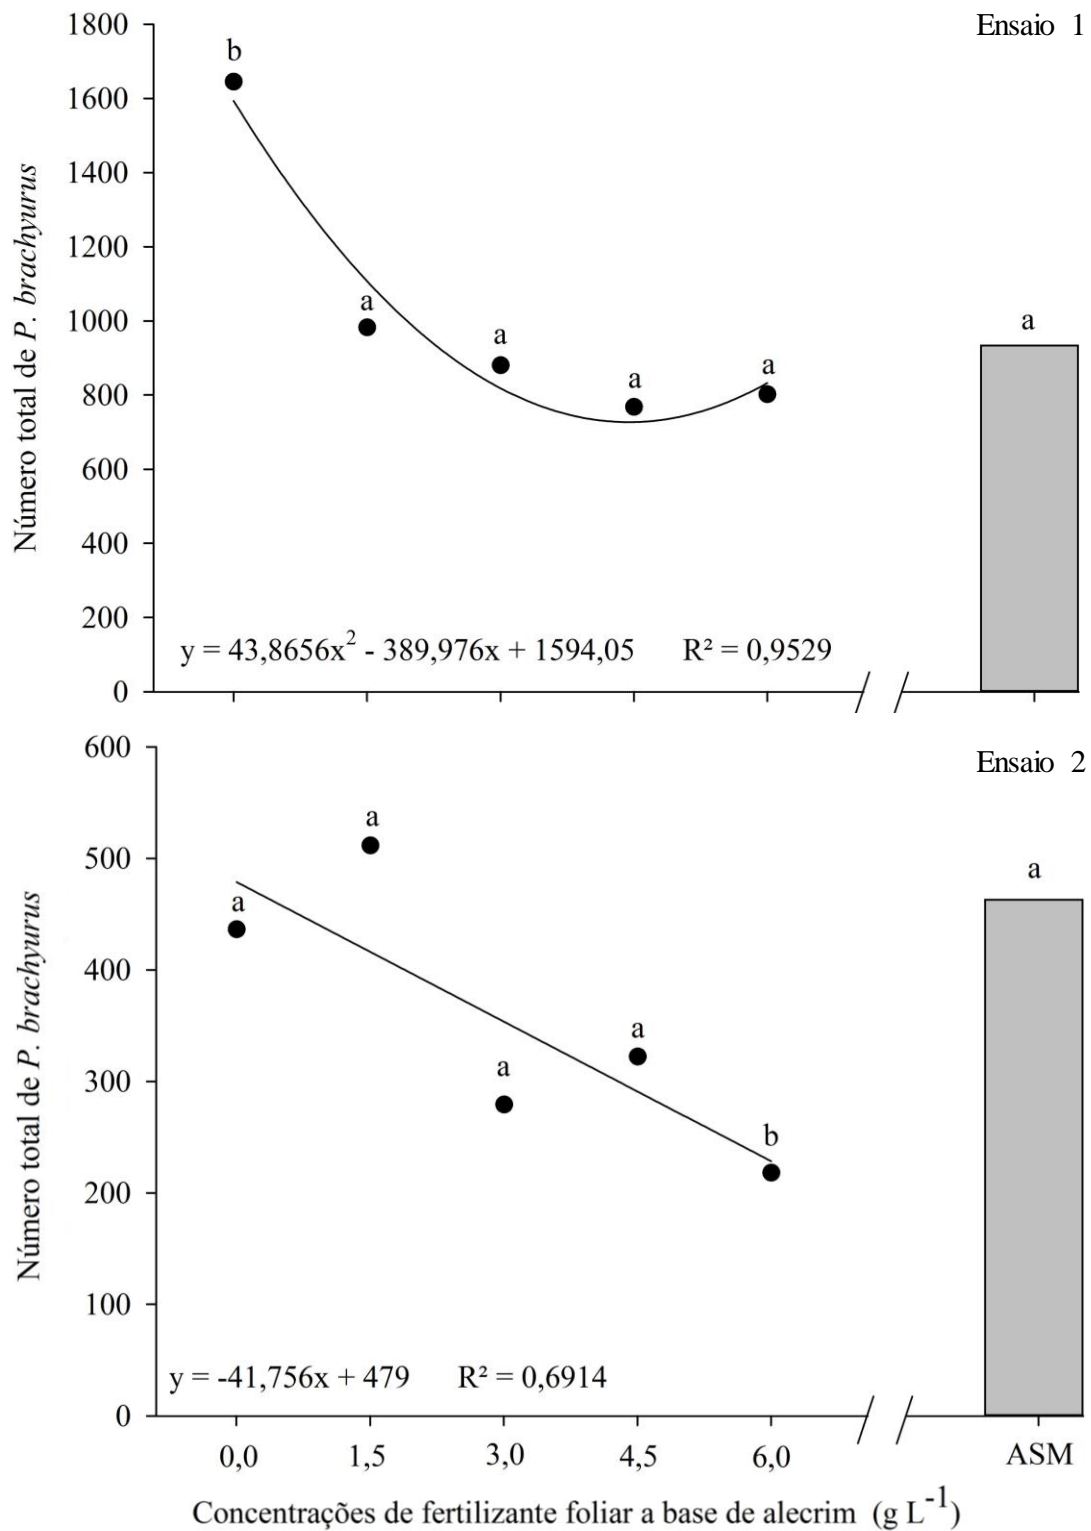 Ensaio 1
Número total de P. brachyurus
1800
1600
1400
1200
1000
800
600
400
200
0
b
a
a
a
a
a
y = 43,8656x² - 389,976x + 1594,05 R² = 0,9529
Ensaio 2
Número total de P. brachyurus
600
500
400
300
200
100
0
a
a
a
a
b
a
y = -41,756x + 479 R² = 0,6914
0,0 1,5 3,0 4,5 6,0 ASM
Concentrações de fertilizante foliar a base de alecrim (g L⁻¹)